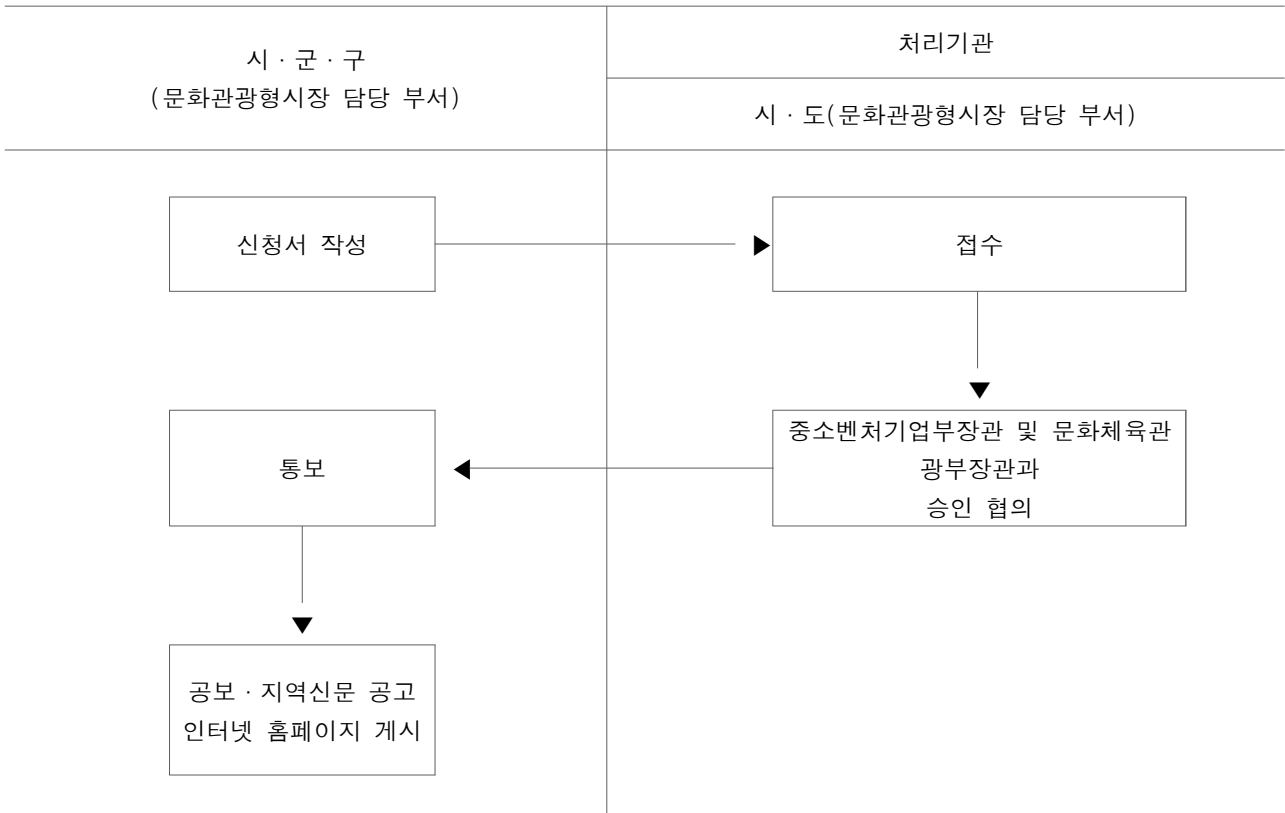 시 · 군 · 구
(문화관광형시장 담당 부서)
처리기관
시 · 도(문화관광형시장 담당 부서)
신청서 작성
접수
중소벤처기업부장관 및 문화체육관
광부장관과
승인 협의
통보
공보 · 지역신문 공고
인터넷 홈페이지 게시